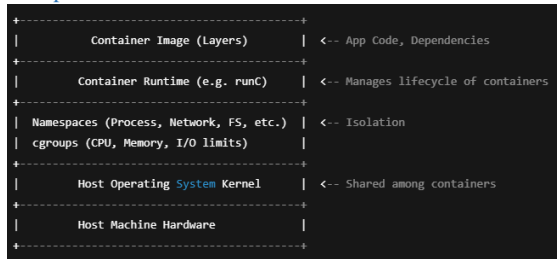 +---------------------------------------+
|          Container Image (Layers)         | <-- App Code, Dependencies
+---------------------------------------+
|        Container Runtime (e.g. runC)      | <-- Manages lifecycle of containers
+---------------------------------------+
| Namespaces (Process, Network, FS, etc.)   | <-- Isolation
| cgroups (CPU, Memory, I/O limits)         |
+---------------------------------------+
|        Host Operating System Kernel       | <-- Shared among containers
+---------------------------------------+
|        Host Machine Hardware              |
+---------------------------------------+